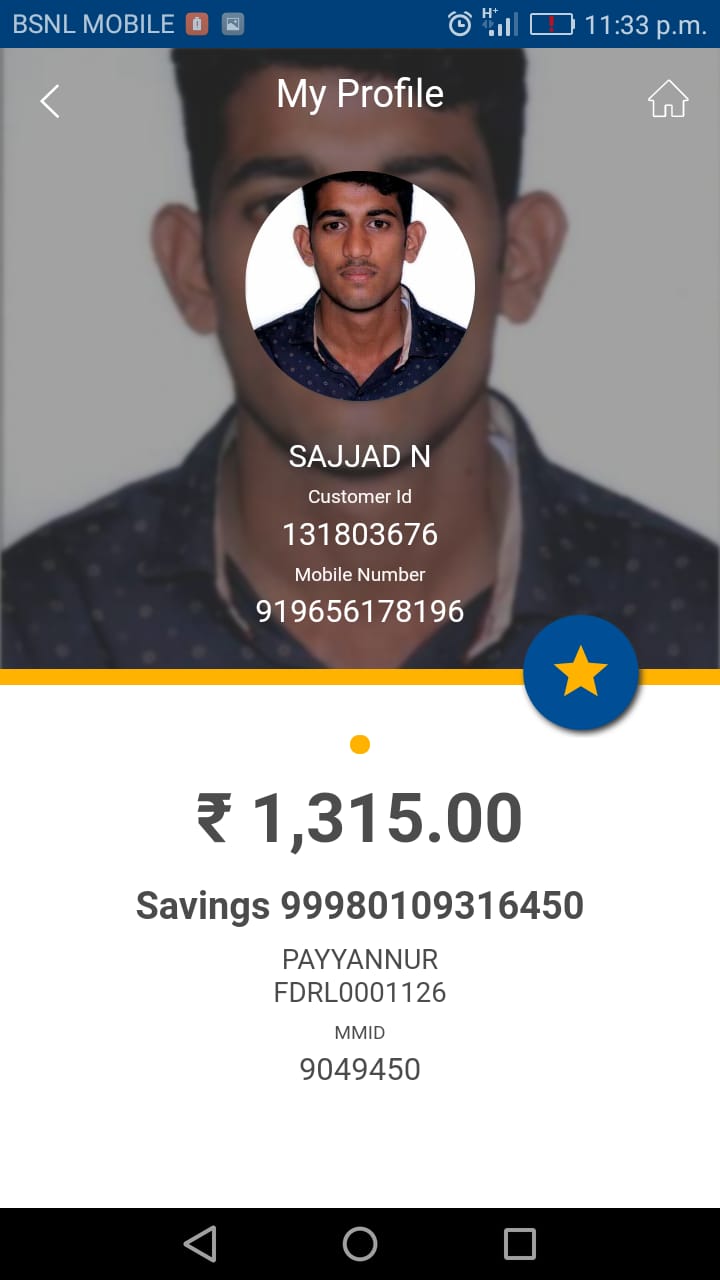 BSNL MOBILE
H+
11:33 p.m.
My Profile
SAJJAD N
Customer Id
131803676
Mobile Number
919656178196
₹ 1,315.00
Savings 99980109316450
PAYYANNUR
FDRL0001126
MMID
9049450